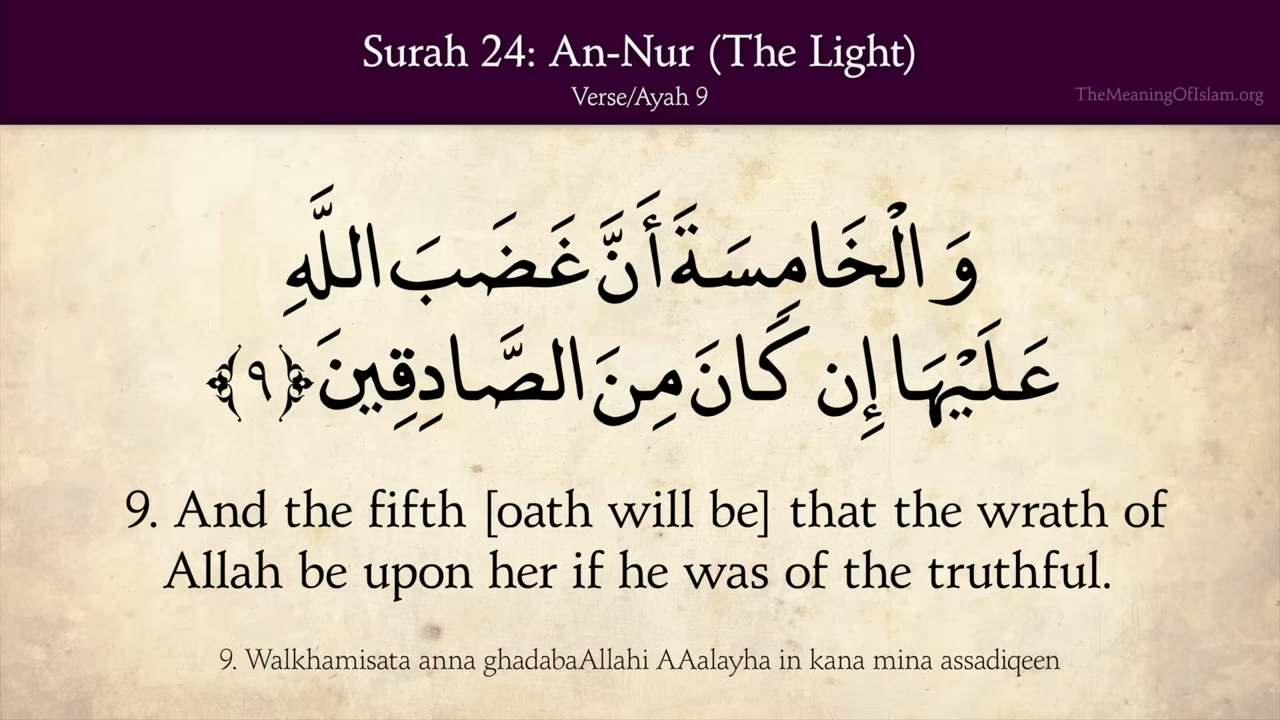 Surah 24: An-Nur (The Light)
Verse/Ayah 9
TheMeaningOfIslam.org
وَالْخَامِسَةَ أَنَّ غَضَبَ اللَّهِ
عَلَيْهَا إِن كَانَ مِنَ الصَّادِقِينَ ﴿٩﴾
9. And the fifth [oath will be] that the wrath of
Allah be upon her if he was of the truthful.
9. Walkhamisata anna ghadabaAllahi AAalayha in kana mina assadiqeen